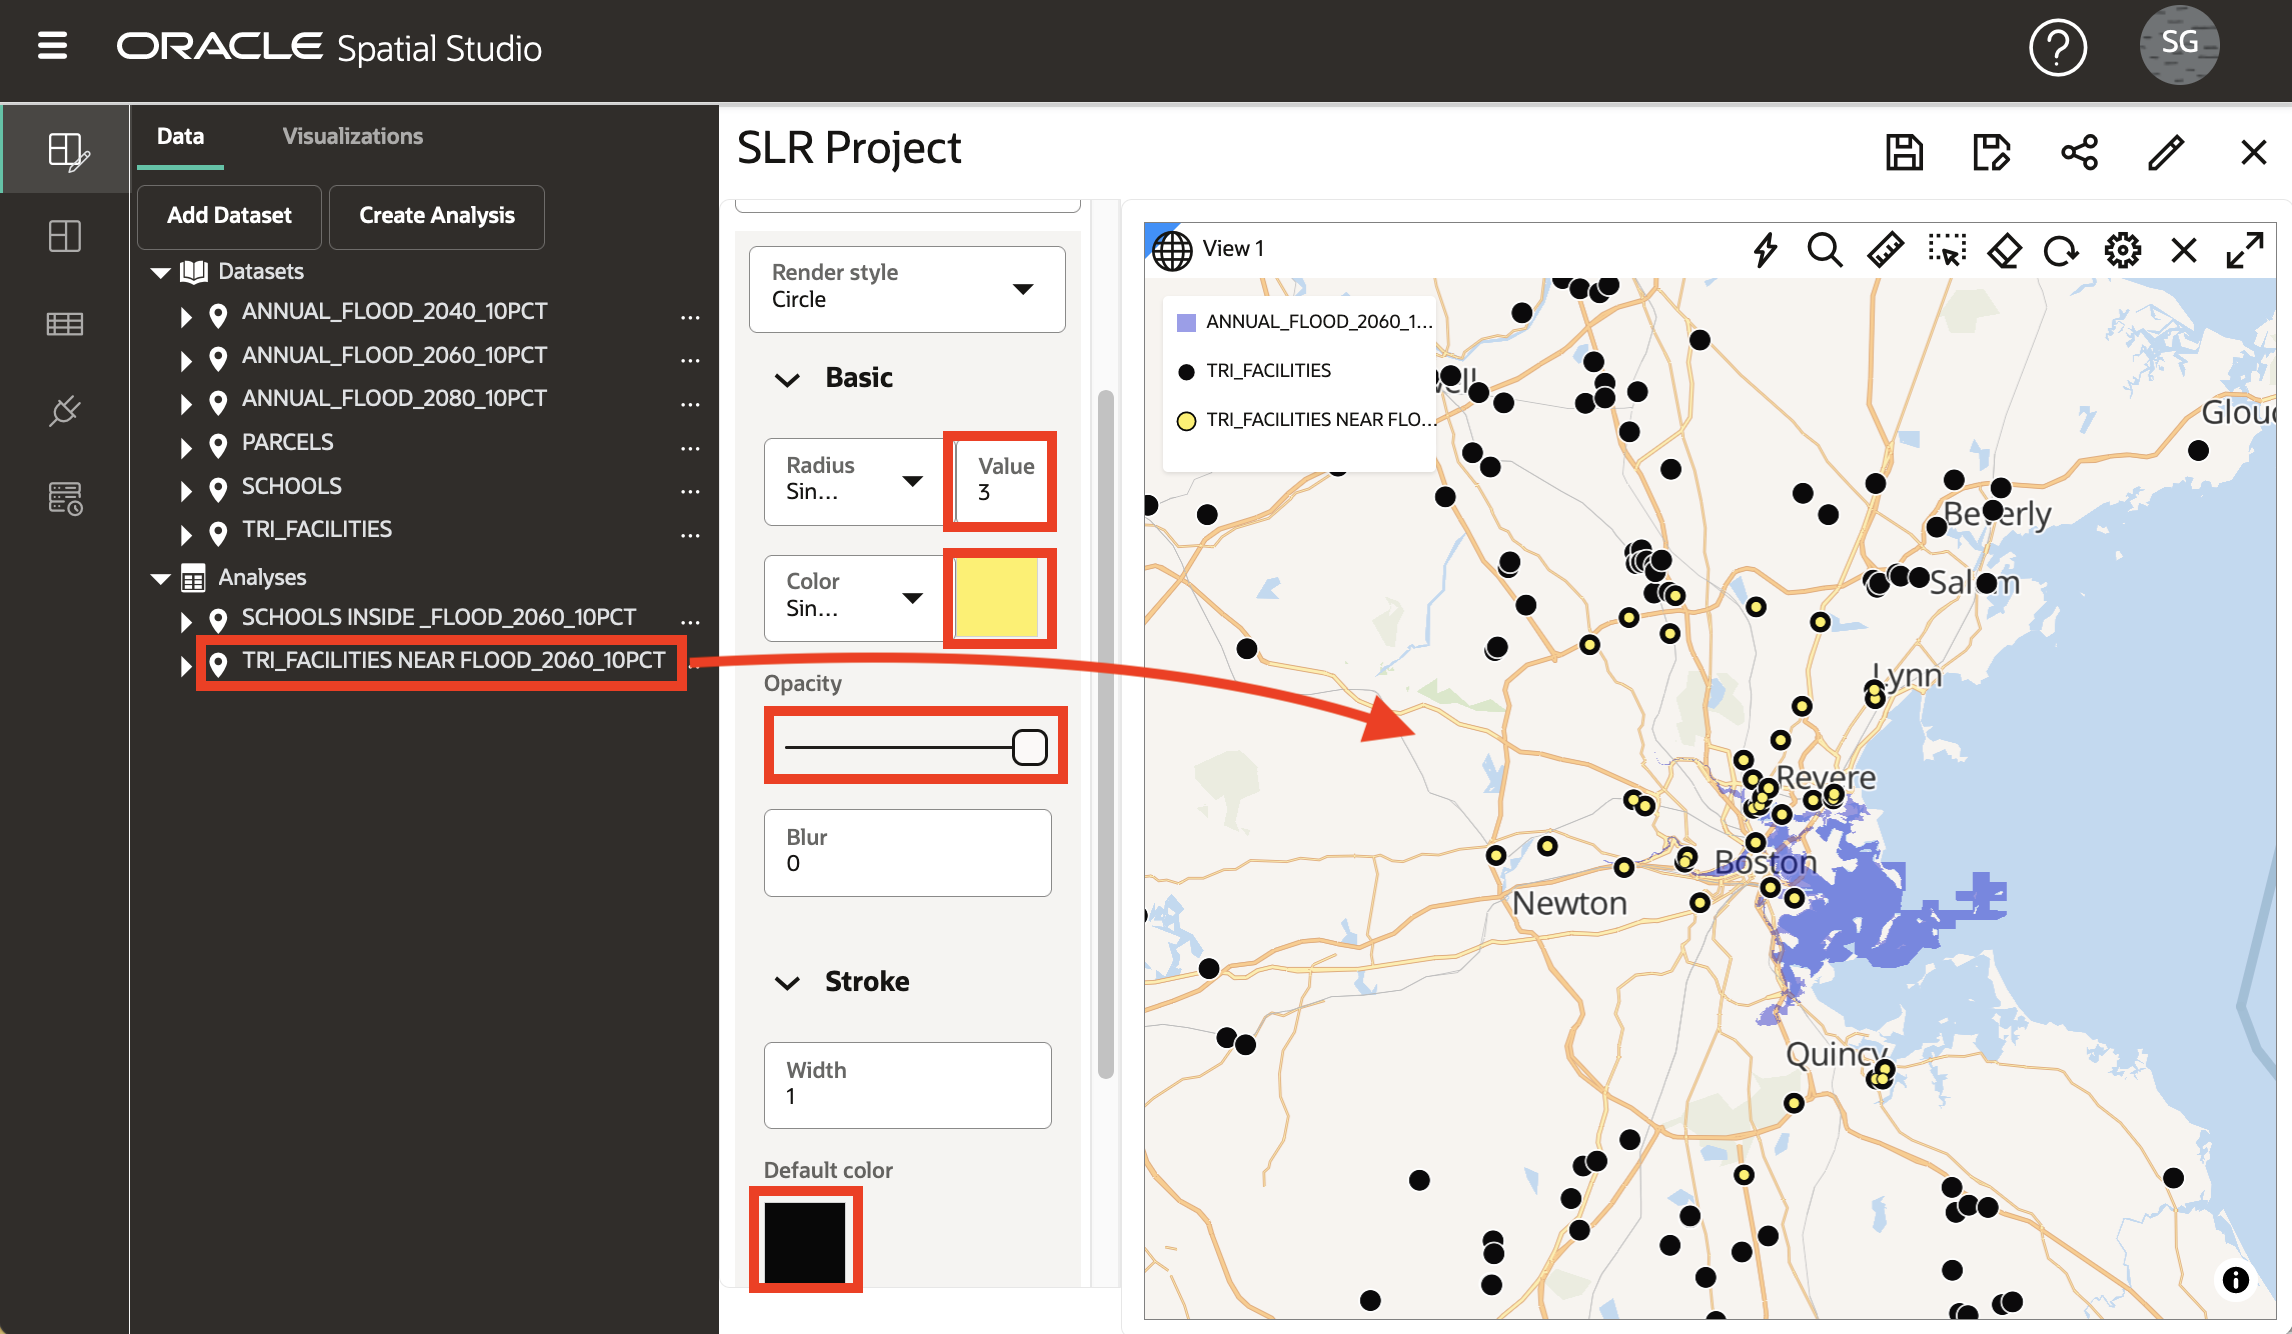 ORACLE Spatial Studio
SG
Data
Visualizations
Add Dataset
Create Analysis
Datasets
ANNUAL_FLOOD_2040_10PCT
...
ANNUAL_FLOOD_2060_10PCT
...
ANNUAL_FLOOD_2080_10PCT
...
PARCELS
...
SCHOOLS
...
TRI_FACILITIES
...
Analyses
SCHOOLS INSIDE _FLOOD_2060_10PCT
...
TRI_FACILITIES NEAR FLOOD_2060_10PCT
SLR Project
Render style
Circle
Basic
Radius
Sin...
Value
3
Color
Sin...
Opacity
Blur
0
Stroke
Width
1
Default color
View 1
ANNUAL_FLOOD_2060_1...
TRI_FACILITIES
TRI_FACILITIES NEAR FLO...
Beverly
Salem
Lynn
Revere
Boston
Newton
Quincy